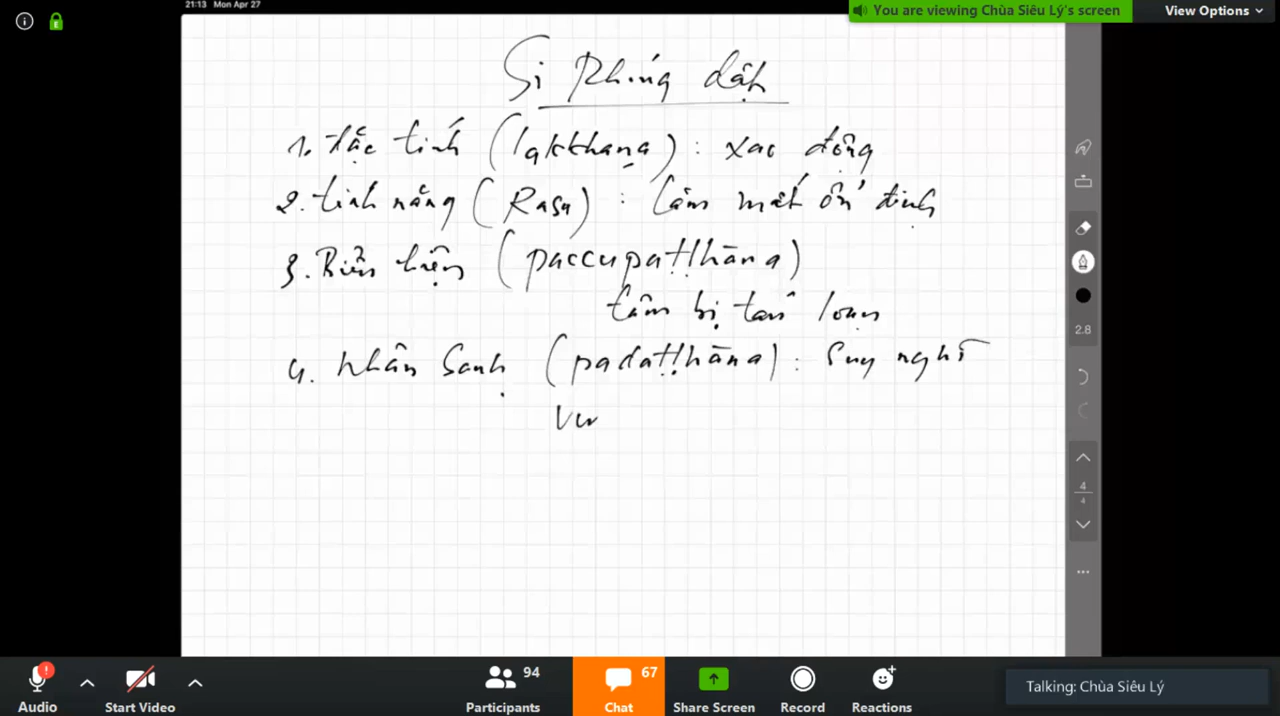 21:13 Mon Apr 27
You are viewing Chùa Siêu Lý's screen
View Options
Si Phóng dật
1. Đặc tính (lakkhaṇa) : xao động
2. tính năng (Rasa) : làm mất ổn định
3. Biểu hiện (paccupaṭṭhāna)
tâm bị tán loạn
4. Nhân Sanh (padaṭṭhāna) : Suy nghĩ
2.8
4
4
Audio
Start Video
Participants 94
Chat 67
Share Screen
Record
Reactions
Talking: Chùa Siêu Lý